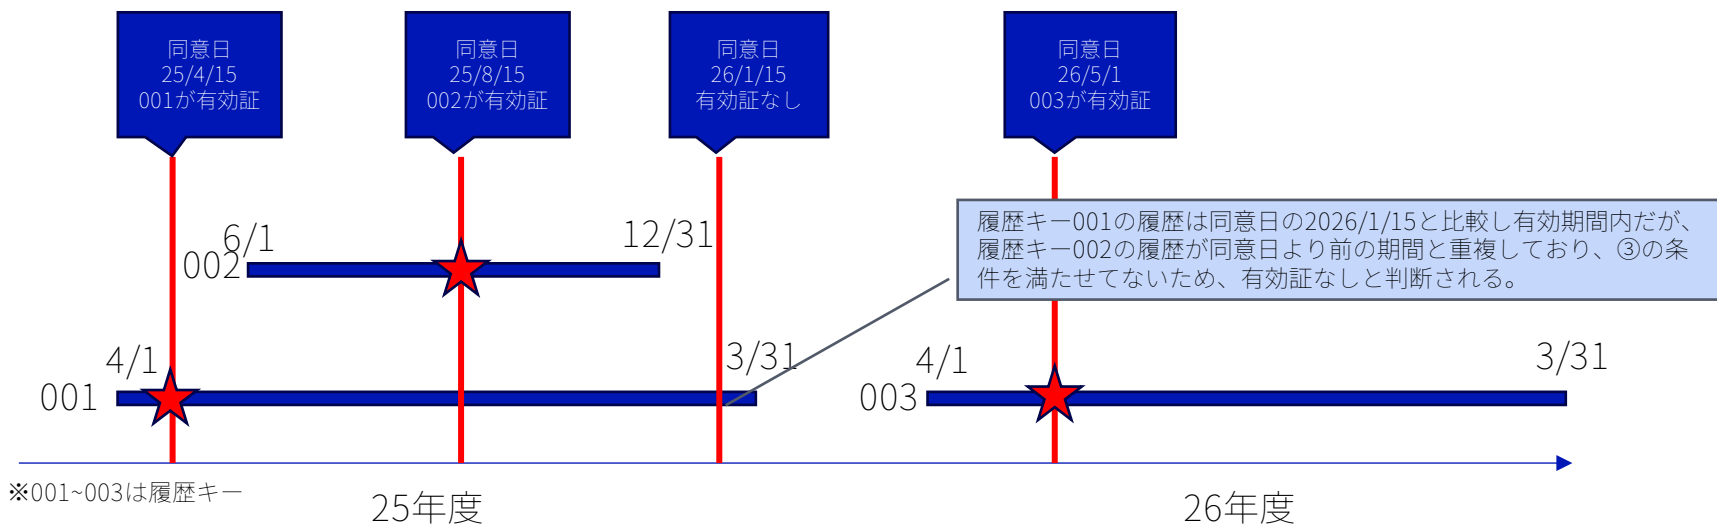 同意日
25/4/15
001が有効証
同意日
25/8/15
002が有効証
同意日
26/1/15
有効証なし
同意日
26/5/1
003が有効証
履歴キー001の履歴は同意日の2026/1/15と比較し有効期間内だが、
履歴キー002の履歴が同意日より前の期間と重複しており、③の条
件を満たせてないため、有効証なしと判断される。
6/1
12/31
002
4/1
3/31
001
4/1
3/31
003
※001~003は履歴キー
25年度
26年度